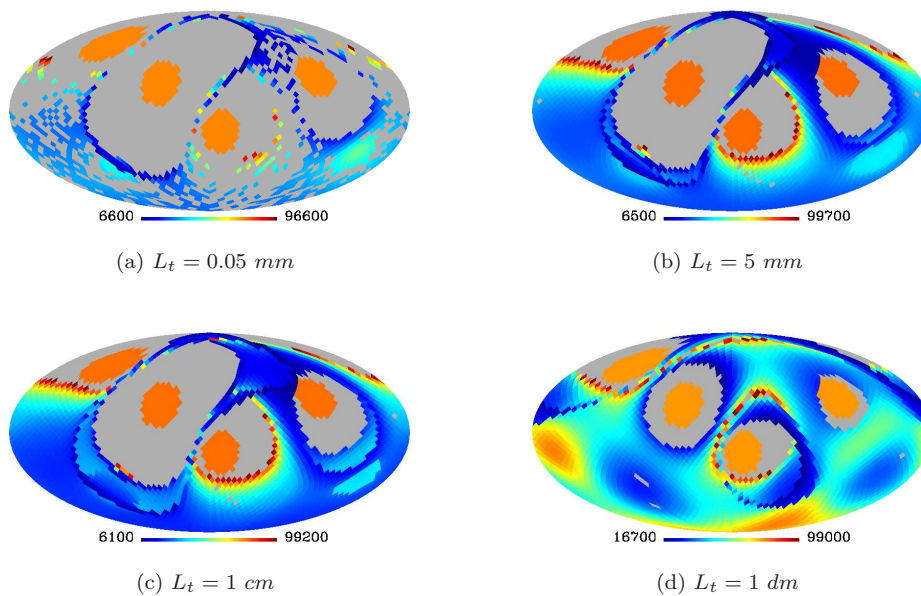 6600 96600
6500 99700
(a) L_t = 0.05 mm
(b) L_t = 5 mm
6100 99200
16700 99000
(c) L_t = 1 cm
(d) L_t = 1 dm